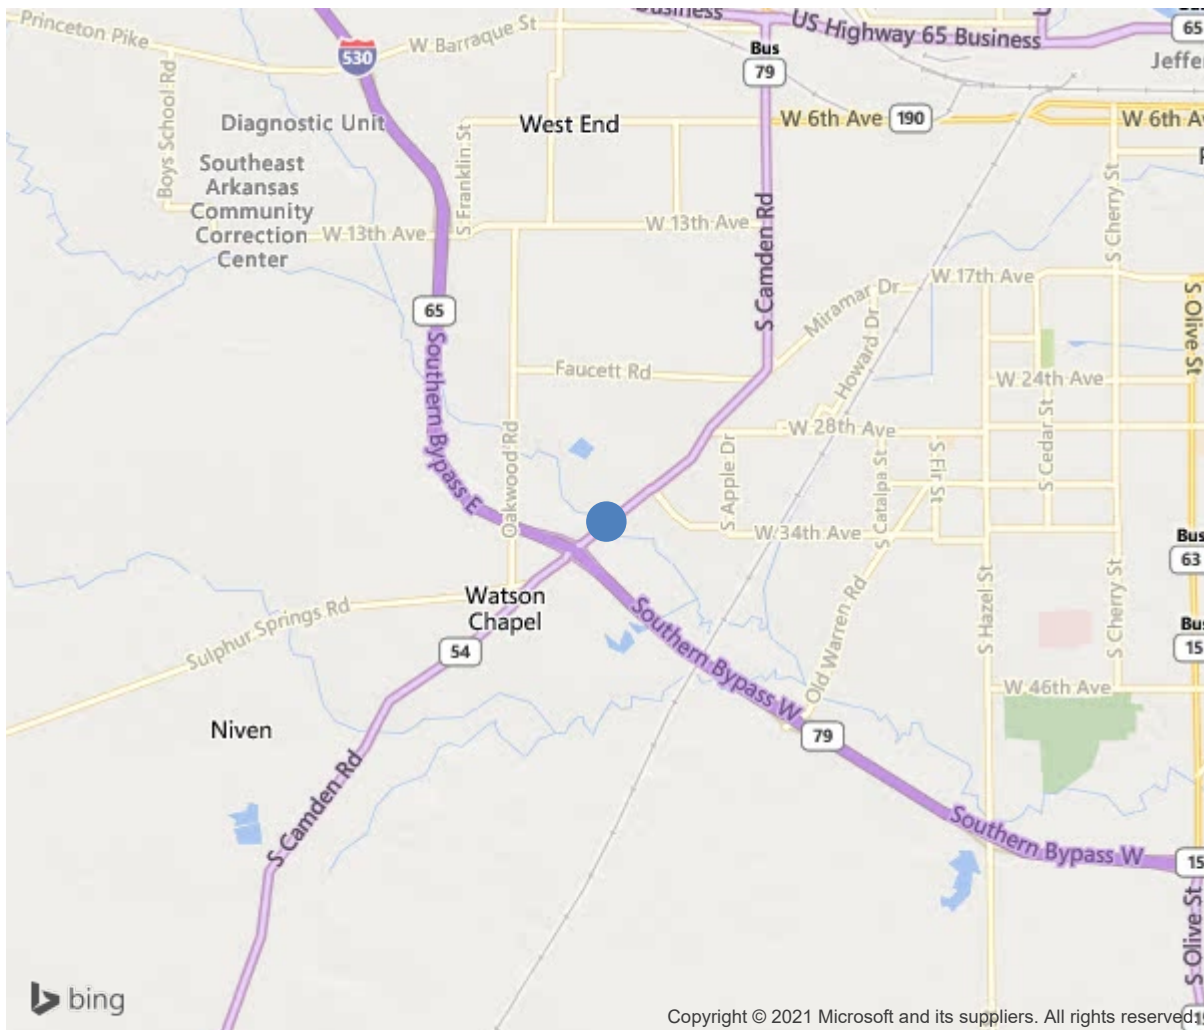 Princeton Pike
W Barraque St
Business
US Highway 65 Business
65
530
Bus
79
Jeffer
Boys School Rd
Diagnostic Unit
S Franklin St
West End
W 6th Ave
190
W 6th Av
Southeast
Arkansas
Community
Correction
Center
W 13th Ave
W 13th Ave
S Camden Rd
S Cherry St
65
Southern Bypass E
Miramar Dr
W 17th Ave
S Olive St
Howard Dr
Faucett Rd
W 24th Ave
Oakwood Rd
W 28th Ave
S Cedar St
S Apple Dr
S Catalpa St
S Fir St
W 34th Ave
Bus
63
Watson
Chapel
Sulphur Springs Rd
Southern Bypass W
Old Warren Rd
S Hazel St
S Cherry St
Bus
15
54
W 46th Ave
Niven
79
S Camden Rd
Southern Bypass W
15
S Olive St
bing
Copyright © 2021 Microsoft and its suppliers. All rights reserved.